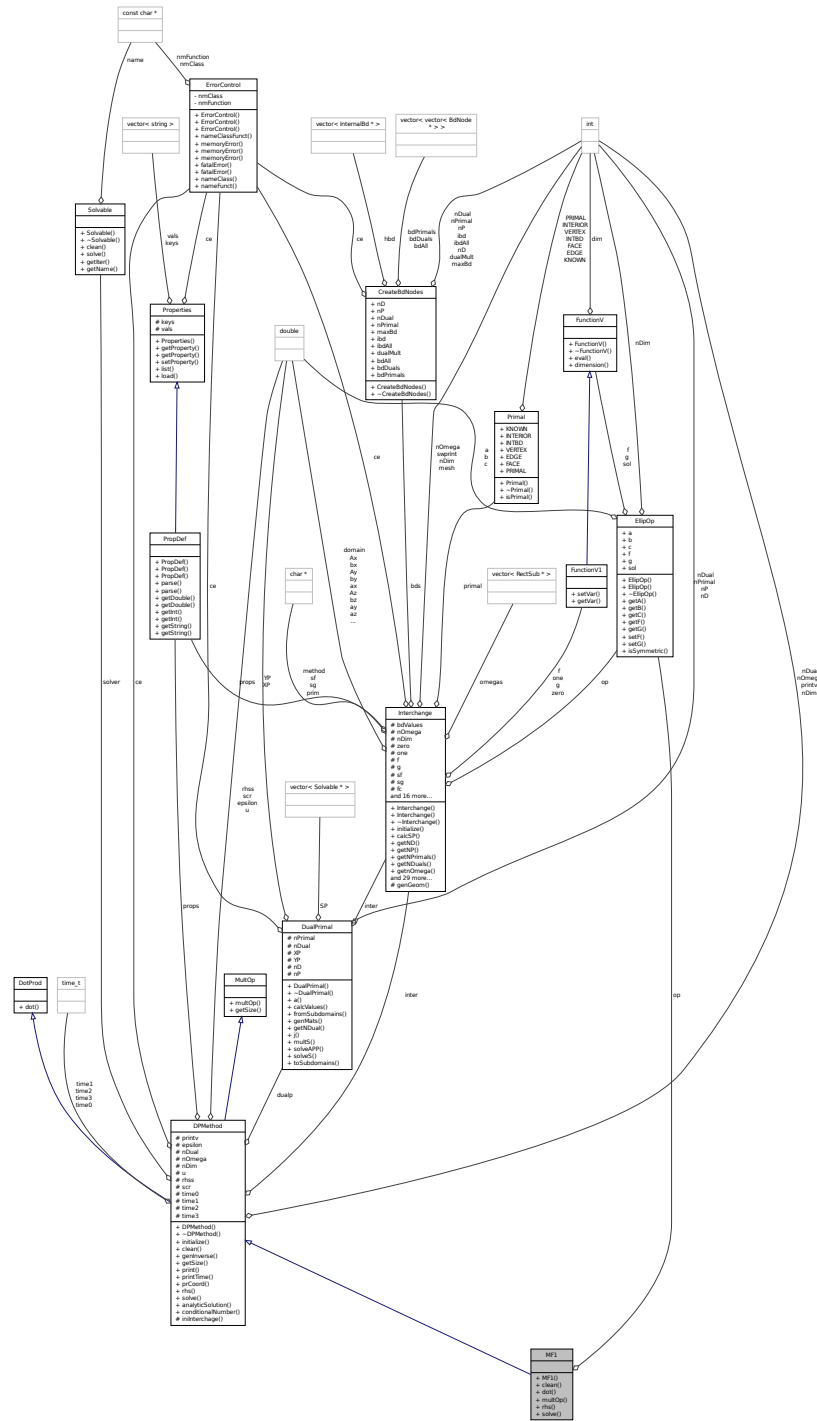 const char *
name
nmFunction
nmClass
ErrorControl
- nmClass
- nmFunction
+ ErrorControl()
+ ErrorControl()
+ ErrorControl()
+ nameClassFunct()
+ memoryError()
+ memoryError()
+ memoryError()
+ fatalError()
+ fatalError()
+ nameClass()
+ nameFunct()
vector< string >
vector< InternalBd * >
vector< vector< BdNode
* > >
int
Solvable
+ Solvable()
+ ~Solvable()
+ clean()
+ solve()
+ getIter()
+ getName()
vals
keys
ce
ce
hbd
bdPrimals
bdDuals
bdAll
nDual
nPrimal
nP
ibd
ibdAll
nD
dualMult
maxBd
PRIMAL
INTERIOR
VERTEX
INTBD
FACE
EDGE
KNOWN
dim
nDim
Properties
# keys
# vals
+ Properties()
+ getProperty()
+ getProperty()
+ setProperty()
+ list()
+ load()
double
CreateBdNodes
+ nD
+ nP
+ nDual
+ nPrimal
+ maxBd
+ ibd
+ ibdAll
+ dualMult
+ bdAll
+ bdDuals
+ bdPrimals
+ CreateBdNodes()
+ ~CreateBdNodes()
FunctionV
+ FunctionV()
+ ~FunctionV()
+ eval()
+ dimension()
Primal
+ KNOWN
+ INTERIOR
+ INTBD
+ VERTEX
+ EDGE
+ FACE
+ PRIMAL
+ Primal()
+ ~Primal()
+ isPrimal()
ce
nOmega
swprint
nDim
mesh
a
b
c
f
g
sol
EllipOp
+ a
+ b
+ c
+ f
+ g
+ sol
+ EllipOp()
+ EllipOp()
+ ~EllipOp()
+ getA()
+ getB()
+ getC()
+ getF()
+ getG()
+ setF()
+ setG()
+ isSymmetric()
PropDef
+ PropDef()
+ PropDef()
+ PropDef()
+ parse()
+ parse()
+ getDouble()
+ getDouble()
+ getInt()
+ getInt()
+ getString()
+ getString()
ce
char *
domain
Ax
bx
Ay
by
ax
Az
bz
ay
az
...
bds
primal
vector< RectSub * >
FunctionV1
+ setVar()
+ getVar()
nDual
nPrimal
nP
nD
solver
ce
props
YP
XP
method
sf
sg
prim
omegas
f
one
g
zero
op
Interchange
# bdValues
# nOmega
# nDim
# zero
# one
# f
# g
# sf
# sg
# fc
and 16 more...
+ Interchange()
+ Interchange()
+ ~Interchange()
+ initialize()
+ calcSP()
+ getND()
+ getNP()
+ getNPrimals()
+ getNDuals()
+ getnOmega()
and 29 more...
# genGeom()
rhss
scr
epsilon
u
vector< Solvable * >
props
SP
inter
DualPrimal
# nPrimal
# nDual
# XP
# YP
# nD
# nP
+ DualPrimal()
+ ~DualPrimal()
+ a()
+ calcValues()
+ fromSubdomains()
+ genMats()
+ getNDual()
+ j()
+ multS()
+ solveAPP()
+ solveS()
+ toSubdomains()
DotProd
+ dot()
time_t
MultOp
+ multOp()
+ getSize()
inter
op
time1
time2
time3
time0
dualp
DPMethod
# printv
# epsilon
# nDual
# nOmega
# nDim
# u
# rhss
# scr
# time0
# time1
# time2
# time3
+ DPMethod()
+ ~DPMethod()
+ initialize()
+ clean()
+ genInverse()
+ getSize()
+ print()
+ printTime()
+ prCoord()
+ rhs()
+ solve()
+ analyticSolution()
+ conditionalNumber()
# iniInterchage()
MF1
+ MF1()
+ clean()
+ dot()
+ multOp()
+ rhs()
+ solve()